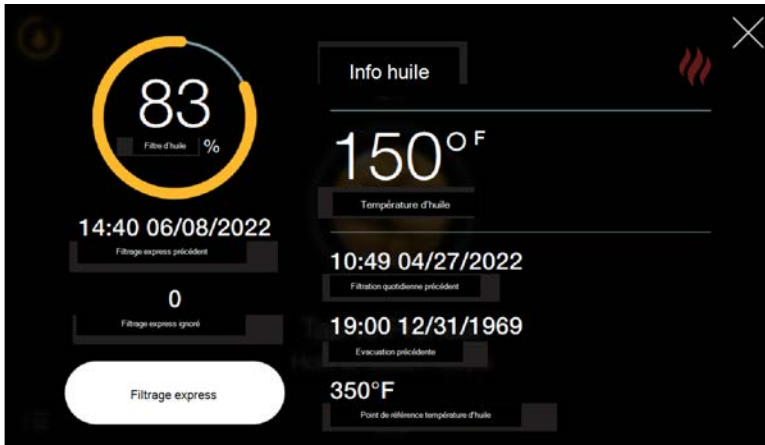 83
Filtre d'huile %
14:40 06/08/2022
Filtrage express précédent
0
Filtrage express ignoré
Filtrage express
Info huile
150° F
Température d'huile
10:49 04/27/2022
Filtration quotidienne précédent
19:00 12/31/1969
Evacuation précédente
350°F
Point de référence température d'huile